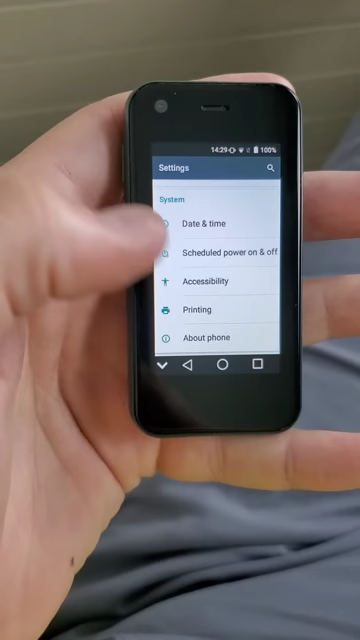 14:29 100%
Settings
System
Date & time
Scheduled power on & off
Accessibility
Printing
About phone